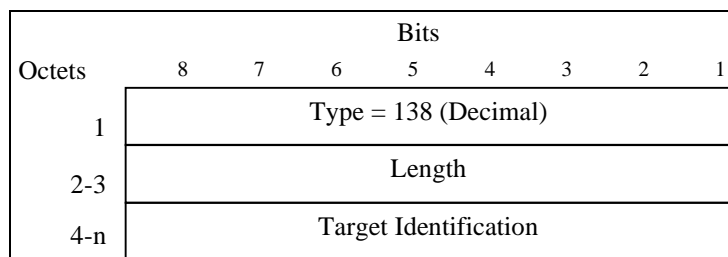 Bits
Octets 8 7 6 5 4 3 2 1
1 Type = 138 (Decimal)
2-3 Length
4-n Target Identification